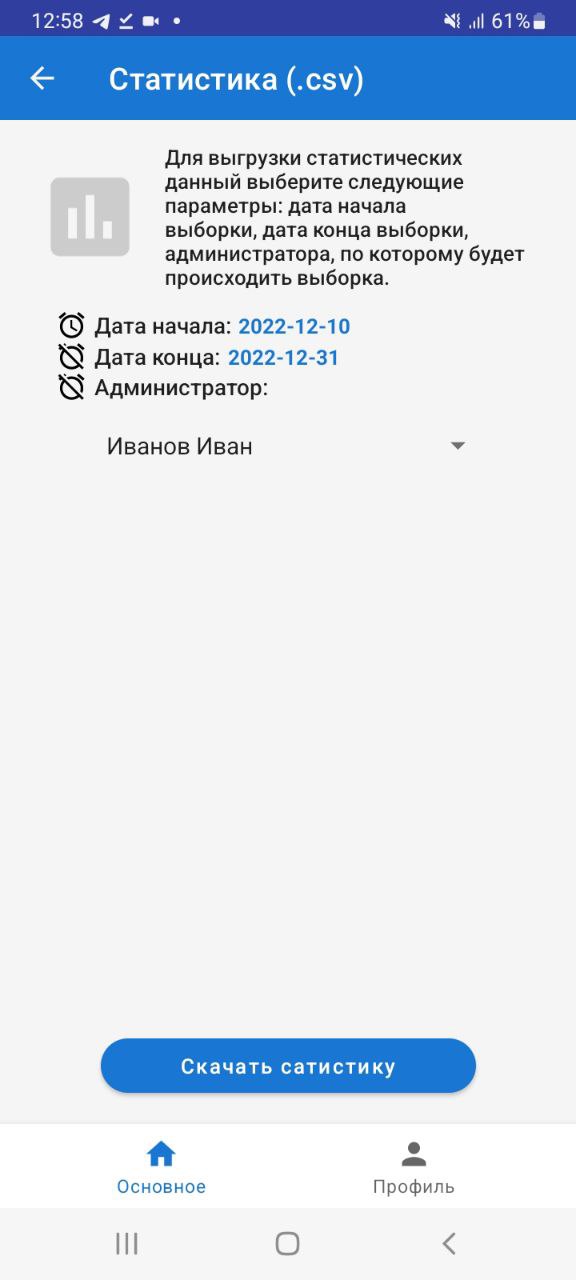 12:58
61%
Статистика (.csv)
Для выгрузки статистических
данный выберите следующие
параметры: дата начала
выборки, дата конца выборки,
администратора, по которому будет
происходить выборка.
Дата начала: 2022-12-10
Дата конца: 2022-12-31
Администратор:
Иванов Иван
Скачать сатистику
Основное
Профиль